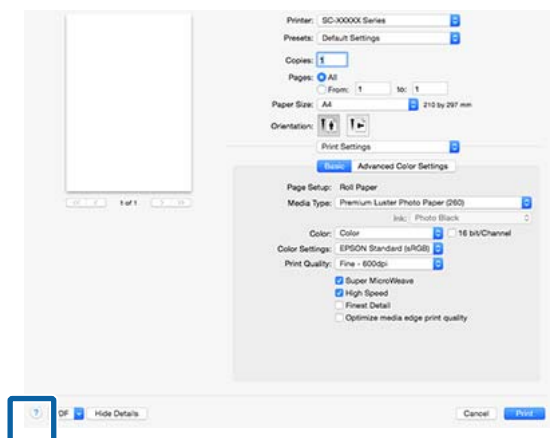 Printer: SC-XXXXX Series
Presets: Default Settings
Copies: 1
Pages: All
From: 1 to: 1
Paper Size: A4 210 by 297 mm
Orientation:
Print Settings
Basic Advanced Color Settings
Page Setup: Roll Paper
1 of 1
Media Type: Premium Luster Photo Paper (260)
Ink: Photo Black
Color: Color 16 bit/Channel
Color Settings: EPSON Standard (sRGB)
Print Quality: Fine - 600dpi
Super MicroWeave
High Speed
Finest Detail
Optimize media edge print quality
? DF Hide Details Cancel Print